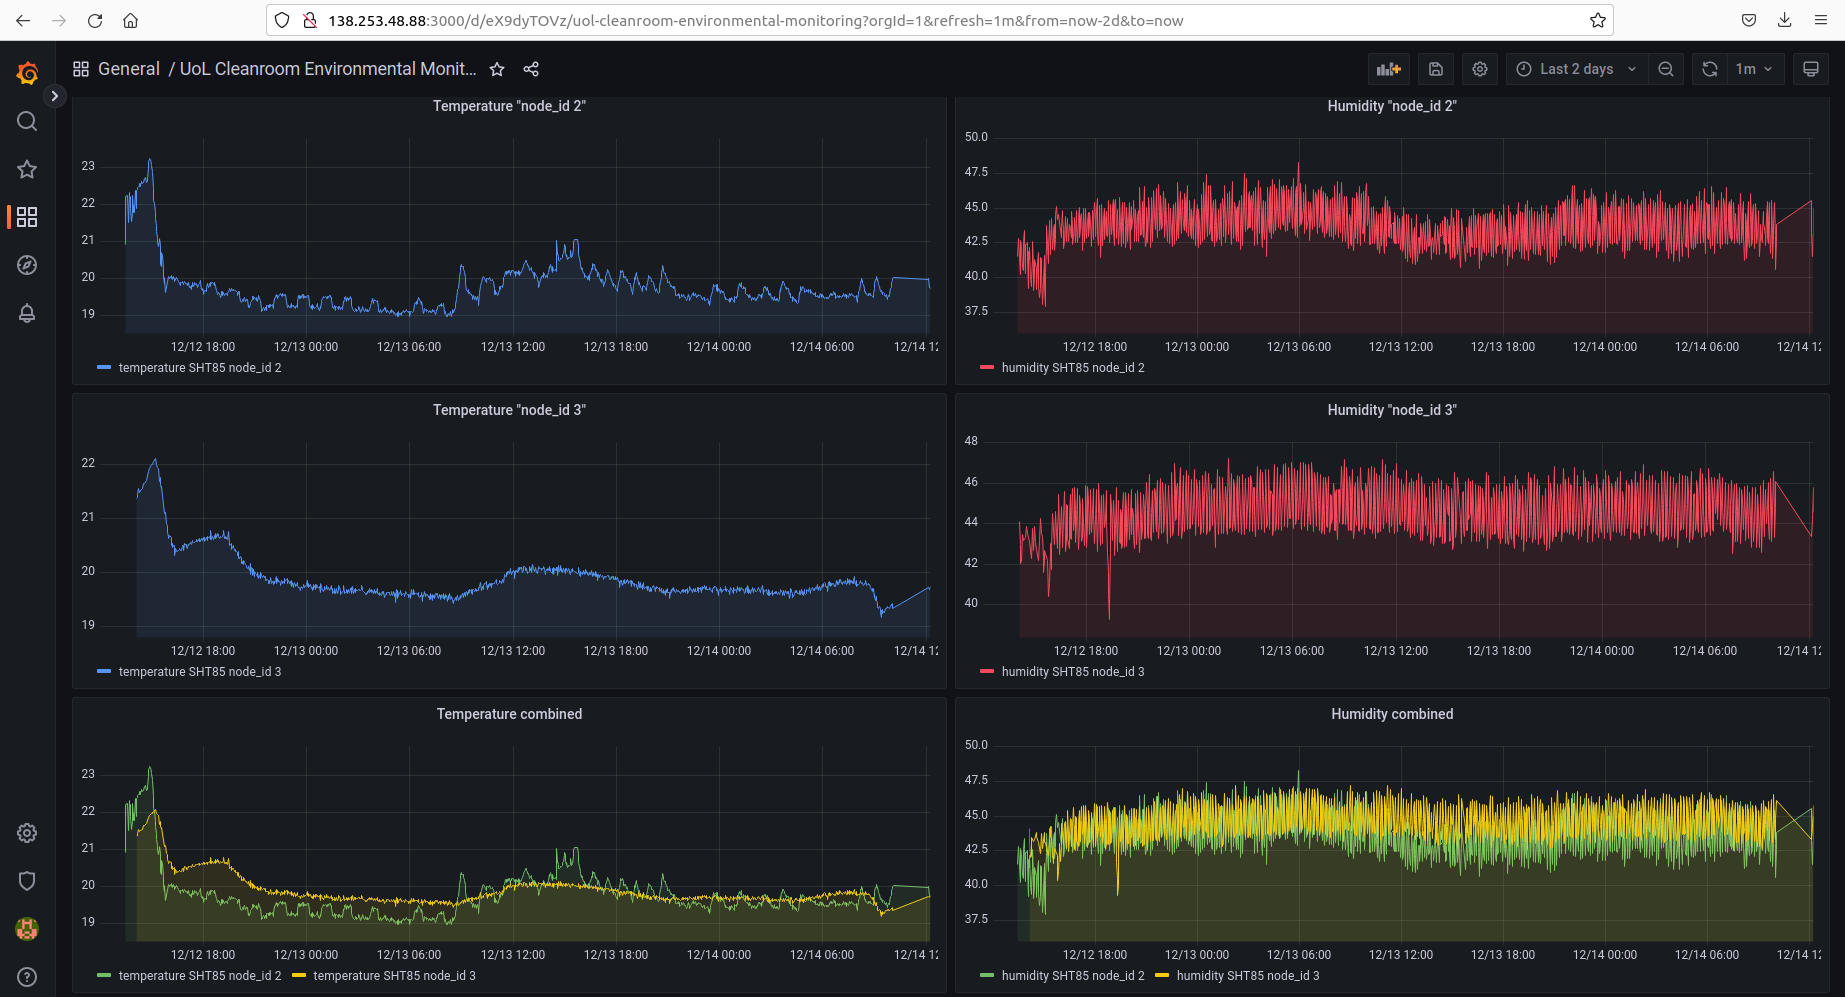 138.253.48.88:3000/d/eX9dyTOVz/uol-cleanroom-environmental-monitoring?orgId=1&refresh=1m&from=now-2d&to=now
General / UoL Cleanroom Environmental Monit...
Last 2 days
1m
Temperature "node_id 2"
23
22
21
20
19
12/12 18:00 12/13 00:00 12/13 06:00 12/13 12:00 12/13 18:00 12/14 00:00 12/14 06:00 12/14 12
temperature SHT85 node_id 2
Humidity "node_id 2"
50.0
47.5
45.0
42.5
40.0
37.5
12/12 18:00 12/13 00:00 12/13 06:00 12/13 12:00 12/13 18:00 12/14 00:00 12/14 06:00 12/14 12
humidity SHT85 node_id 2
Temperature "node_id 3"
22
21
20
19
12/12 18:00 12/13 00:00 12/13 06:00 12/13 12:00 12/13 18:00 12/14 00:00 12/14 06:00 12/14 12
temperature SHT85 node_id 3
Humidity "node_id 3"
48
46
44
42
40
12/12 18:00 12/13 00:00 12/13 06:00 12/13 12:00 12/13 18:00 12/14 00:00 12/14 06:00 12/14 12
humidity SHT85 node_id 3
Temperature combined
23
22
21
20
19
12/12 18:00 12/13 00:00 12/13 06:00 12/13 12:00 12/13 18:00 12/14 00:00 12/14 06:00 12/14 12
temperature SHT85 node_id 2 temperature SHT85 node_id 3
Humidity combined
50.0
47.5
45.0
42.5
40.0
37.5
12/12 18:00 12/13 00:00 12/13 06:00 12/13 12:00 12/13 18:00 12/14 00:00 12/14 06:00 12/14 12
humidity SHT85 node_id 2 humidity SHT85 node_id 3